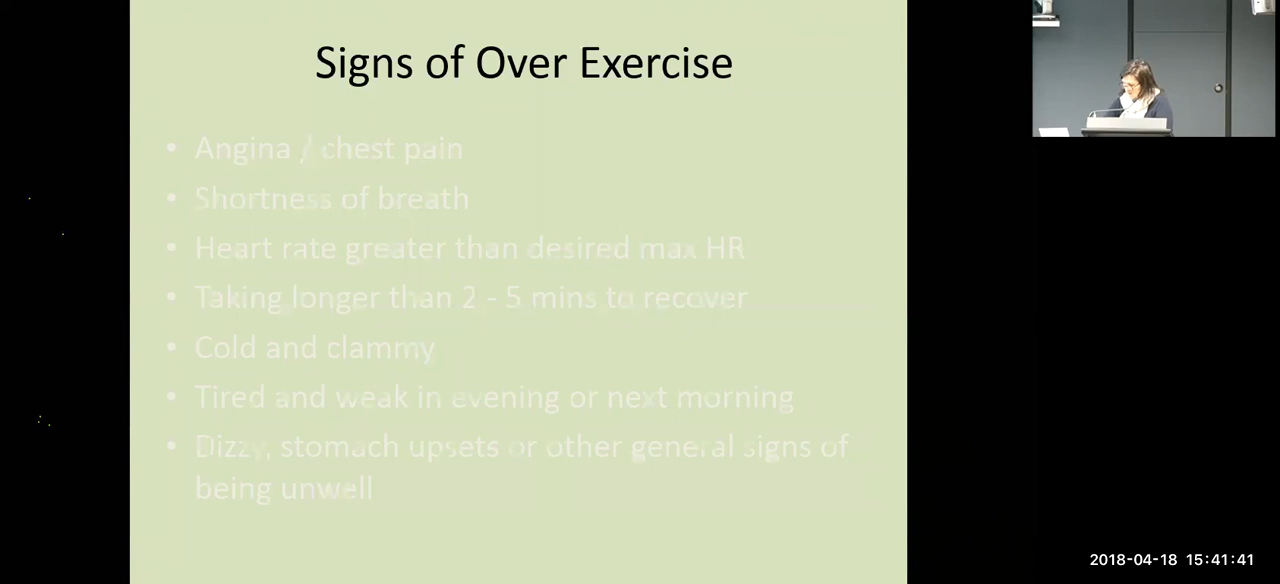 Signs of Over Exercise
• Angina / chest pain
• Shortness of breath
• Heart rate greater than desired max HR
• Taking longer than 2 - 5 mins to recover
• Cold and clammy
• Tired and weak in evening or next morning
• Dizzy, stomach upsets or other general signs of
being unwell
2018-04-18 15:41:41